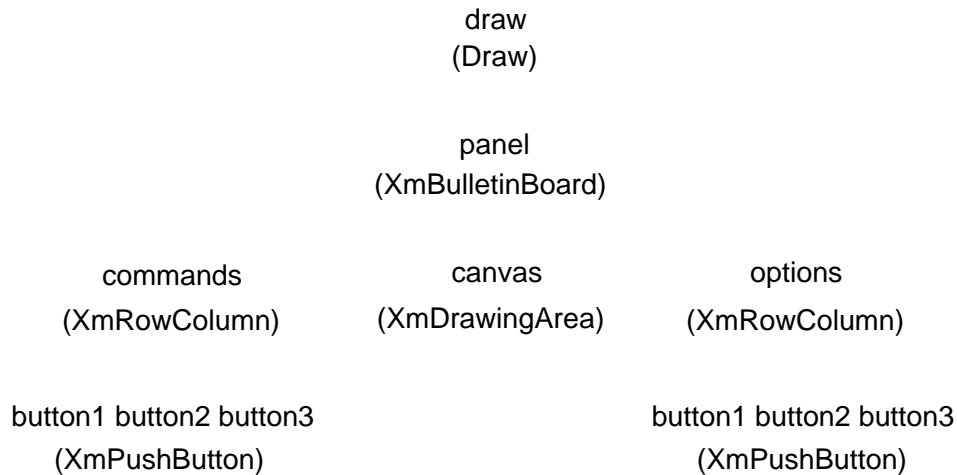 draw
(Draw)
panel
(XmBulletinBoard)
commands
(XmRowColumn)
canvas
(XmDrawingArea)
options
(XmRowColumn)
button1 button2 button3
(XmPushButton)
button1 button2 button3
(XmPushButton)